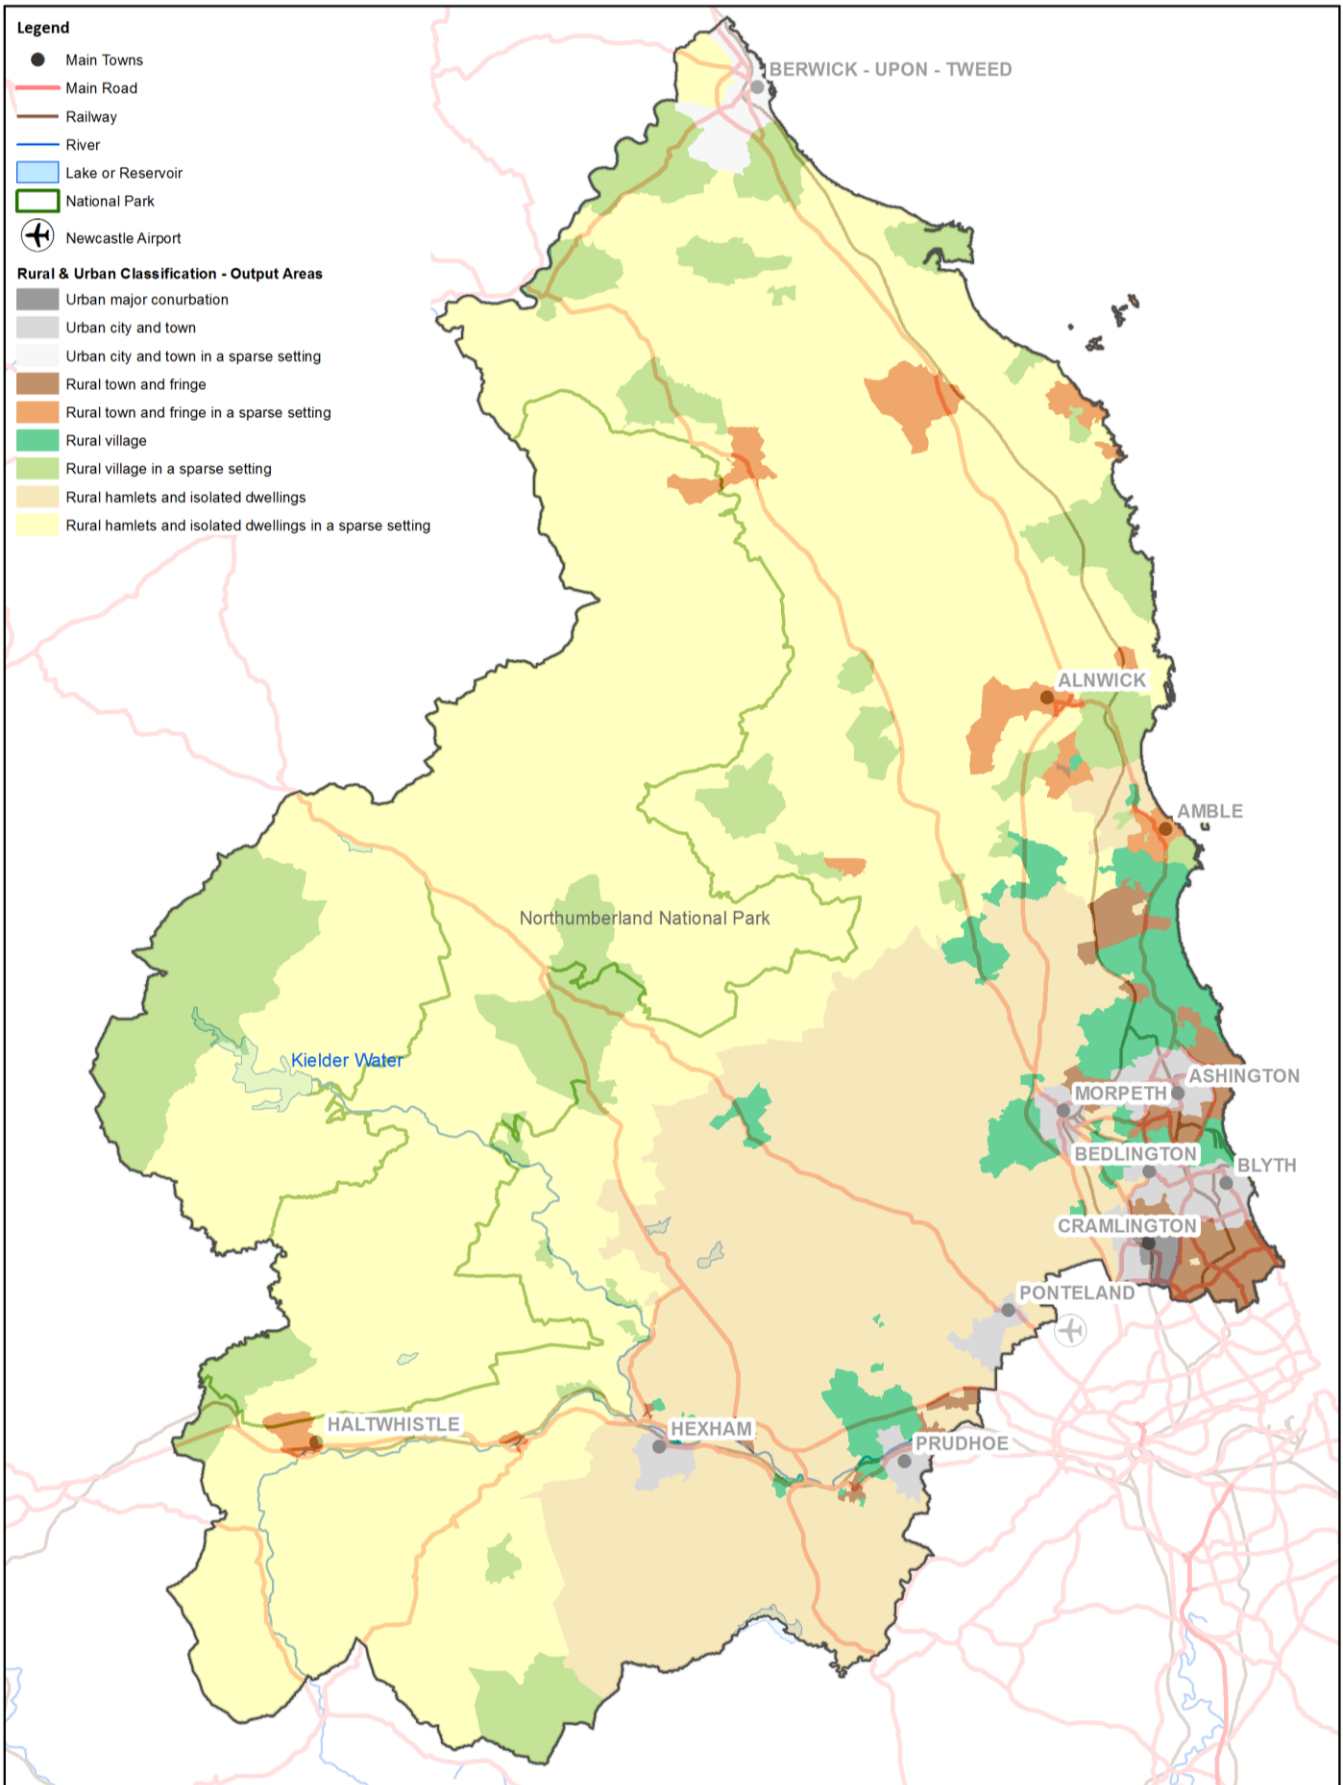 Legend
Main Towns
Main Road
Railway
River
Lake or Reservoir
National Park
Newcastle Airport
Rural & Urban Classification - Output Areas
Urban major conurbation
Urban city and town
Urban city and town in a sparse setting
Rural town and fringe
Rural town and fringe in a sparse setting
Rural village
Rural village in a sparse setting
Rural hamlets and isolated dwellings
Rural hamlets and isolated dwellings in a sparse setting
BERWICK - UPON - TWEED
ALNWICK
AMBLE
Northumberland National Park
Kielder Water
ASHINGTON
MORPETH
BEDLINGTON
BLYTH
CRAMLINGTON
PONTELAND
HALTWHISTLE
HEXHAM
PRUDHOE